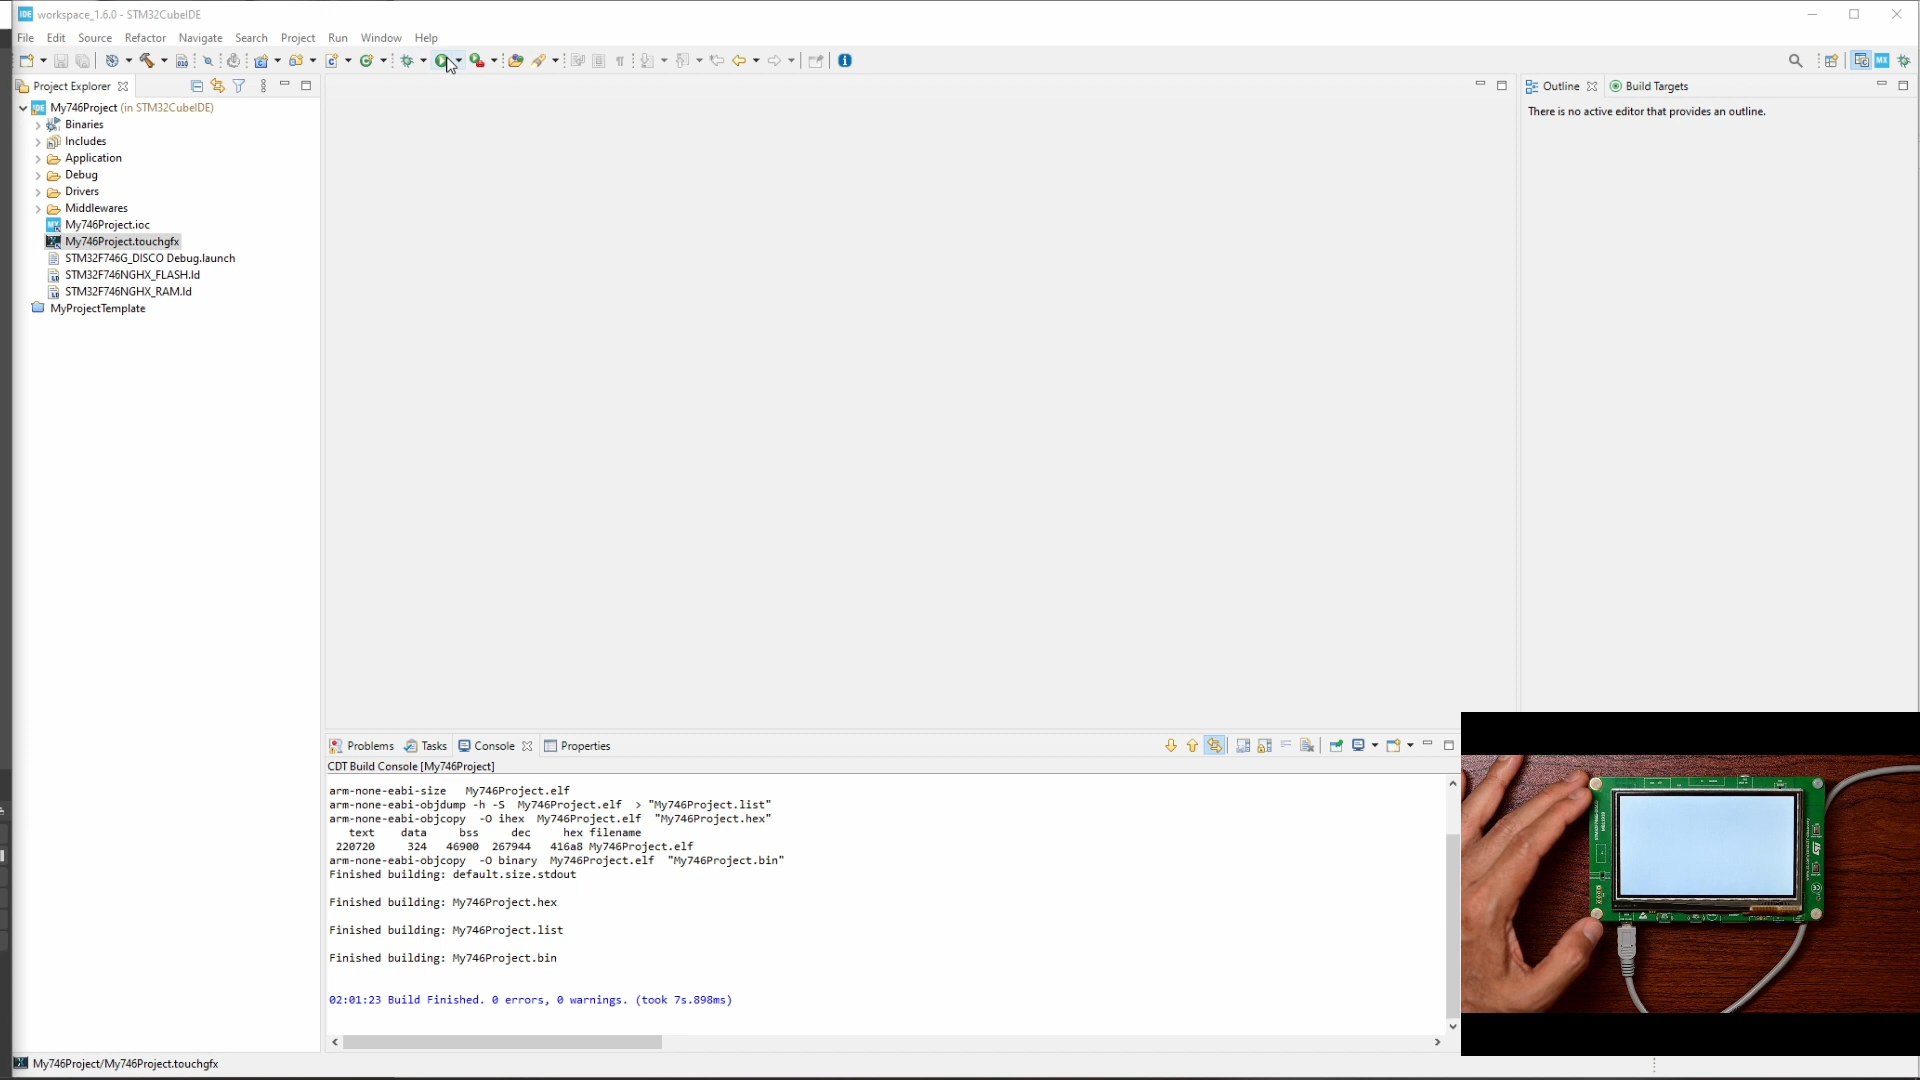 IDE workspace_1.6.0 - STM32CubeIDE
File Edit Source Refactor Navigate Search Project Run Window Help
Project Explorer
My746Project (in STM32CubeIDE)
Binaries
Includes
Application
Debug
Drivers
Middlewares
My746Project.ioc
My746Project.touchgfx
STM32F746G_DISCO Debug.launch
STM32F746NGHX_FLASH.ld
STM32F746NGHX_RAM.ld
MyProjectTemplate
Outline Build Targets
There is no active editor that provides an outline.
Problems Tasks Console Properties
CDT Build Console [My746Project]
arm-none-eabi-size   My746Project.elf
arm-none-eabi-objdump -h -S  My746Project.elf  > "My746Project.list"
arm-none-eabi-objcopy  -O ihex  My746Project.elf  "My746Project.hex"
text    data     bss     dec     hex filename
220720     324   46900  267944   416a8 My746Project.elf
arm-none-eabi-objcopy  -O binary  My746Project.elf  "My746Project.bin"
Finished building: default.size.stdout
Finished building: My746Project.hex
Finished building: My746Project.list
Finished building: My746Project.bin
02:01:23 Build Finished. 0 errors, 0 warnings. (took 7s.898ms)
My746Project/My746Project.touchgfx